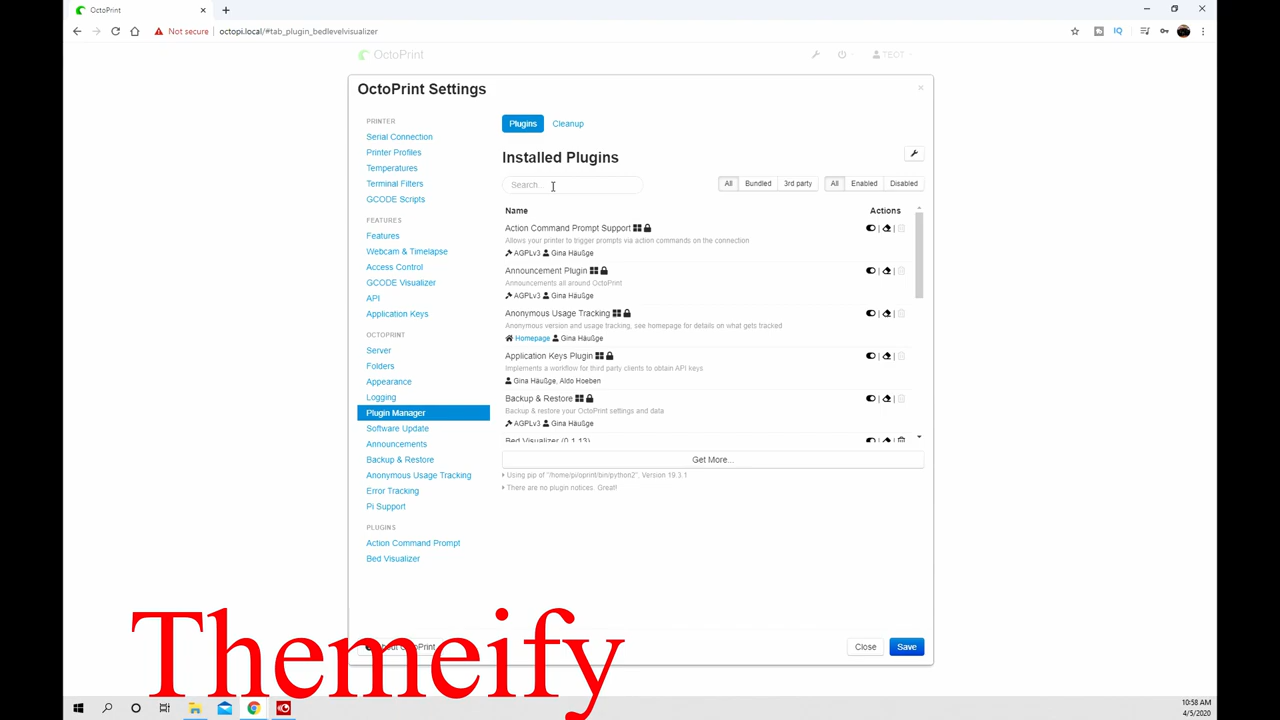 OctoPrint
Not secure
octopi.local/#tab_plugin_bedlevelvisualizer
IQ
OctoPrint
TBOT
OctoPrint Settings
×
PRINTER
Serial Connection
Printer Profiles
Temperatures
Terminal Filters
GCODE Scripts
FEATURES
Features
Webcam & Timelapse
Access Control
GCODE Visualizer
API
Application Keys
OCTOPRINT
Server
Folders
Appearance
Logging
Plugin Manager
Software Update
Announcements
Backup & Restore
Anonymous Usage Tracking
Error Tracking
Pi Support
PLUGINS
Action Command Prompt
Bed Visualizer
Plugins Cleanup
Installed Plugins
Search...
All Bundled 3rd party All Enabled Disabled
Name Actions
Action Command Prompt Support
Allows your printer to trigger prompts via action commands on the connection
AGPLv3 Gina Häußge
Announcement Plugin
Announcements all around OctoPrint
AGPLv3 Gina Häußge
Anonymous Usage Tracking
Anonymous version and usage tracking, see homepage for details on what gets tracked
Homepage Gina Häußge
Application Keys Plugin
Implements a workflow for third party clients to obtain API keys
Gina Häußge, Aldo Hoeben
Backup & Restore
Backup & restore your OctoPrint settings and data
AGPLv3 Gina Häußge
Bed Visualizer (0.1.13)
Get More...
Using pip of "/home/pi/oprint/bin/python2". Version 19.3.1
There are no plugin notices. Great!
About OctoPrint
Close Save
Themeify
10:58 AM
4/5/2020